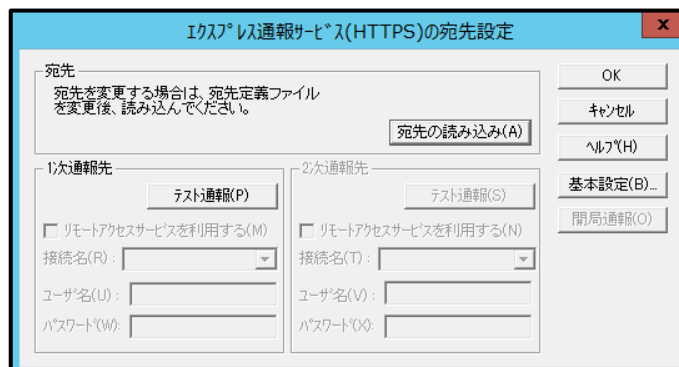 ｴｸｽﾌﾟﾚｽ通報ｻｰﾋﾞｽ(HTTPS)の宛先設定
x
宛先
宛先を変更する場合は、宛先定義ファイル
を変更後、読み込んでください。
宛先の読み込み(A)
OK
ｷｬﾝｾﾙ
ﾍﾙﾌﾟ(H)
基本設定(B)...
開局通報(O)
1次通報先
テスト通報(P)
リモートアクセスサービスを利用する(M)
接続名(R) :
ユーザ名(U) :
ﾊﾟｽﾜｰﾄﾞ(W):
2次通報先
テスト通報(S)
リモートアクセスサービスを利用する(N)
接続名(T) :
ユーザ名(V) :
ﾊﾟｽﾜｰﾄﾞ(X):